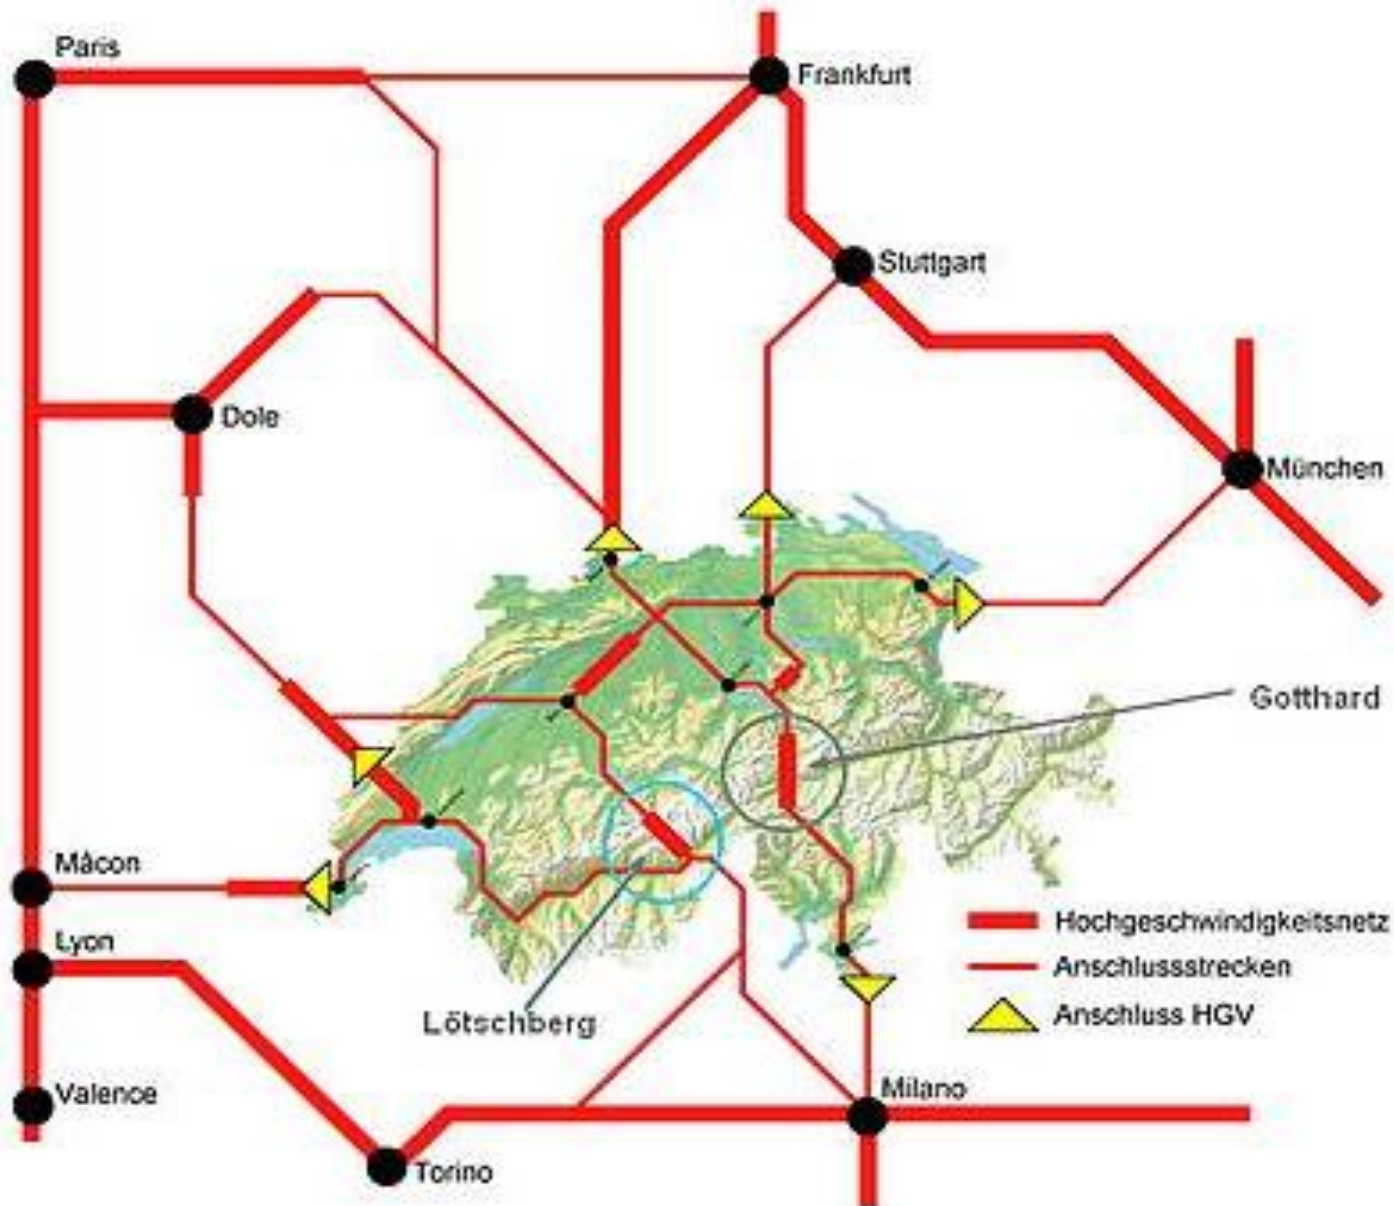 Paris
Frankfurt
Stuttgart
Dole
München
Gotthard
Mâcon
Hochgeschwindigkeitsnetz
Lyon
Anschlussstrecken
Anschluss HGV
Lötschberg
Valence
Milano
Torino